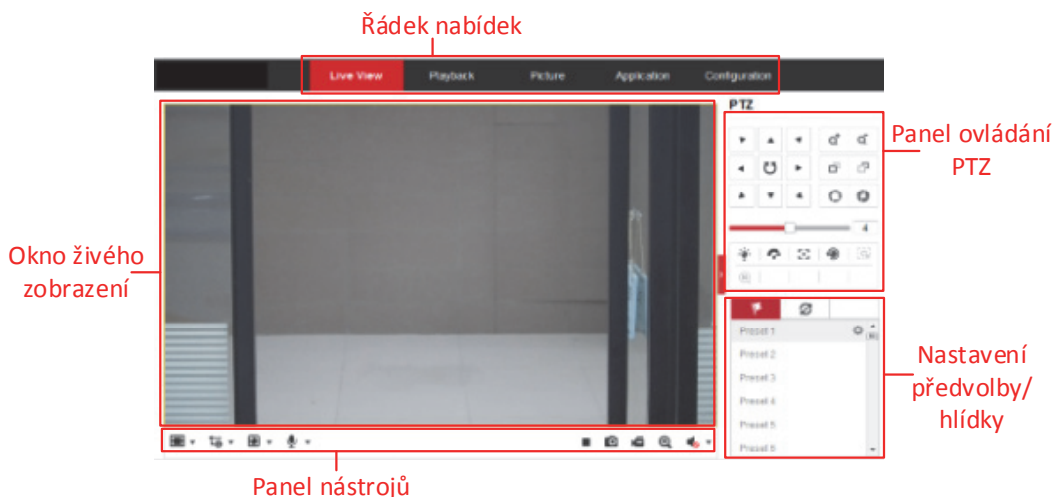 Řádek nabídek
Live View Playback Picture Application Configuration
PTZ
Panel ovládání
PTZ
4
Okno živého
zobrazení
Preset 1
Preset 2
Preset 3
Preset 4
Preset 5
Preset 6
Nastavení
předvolby/
hlídky
Panel nástrojů